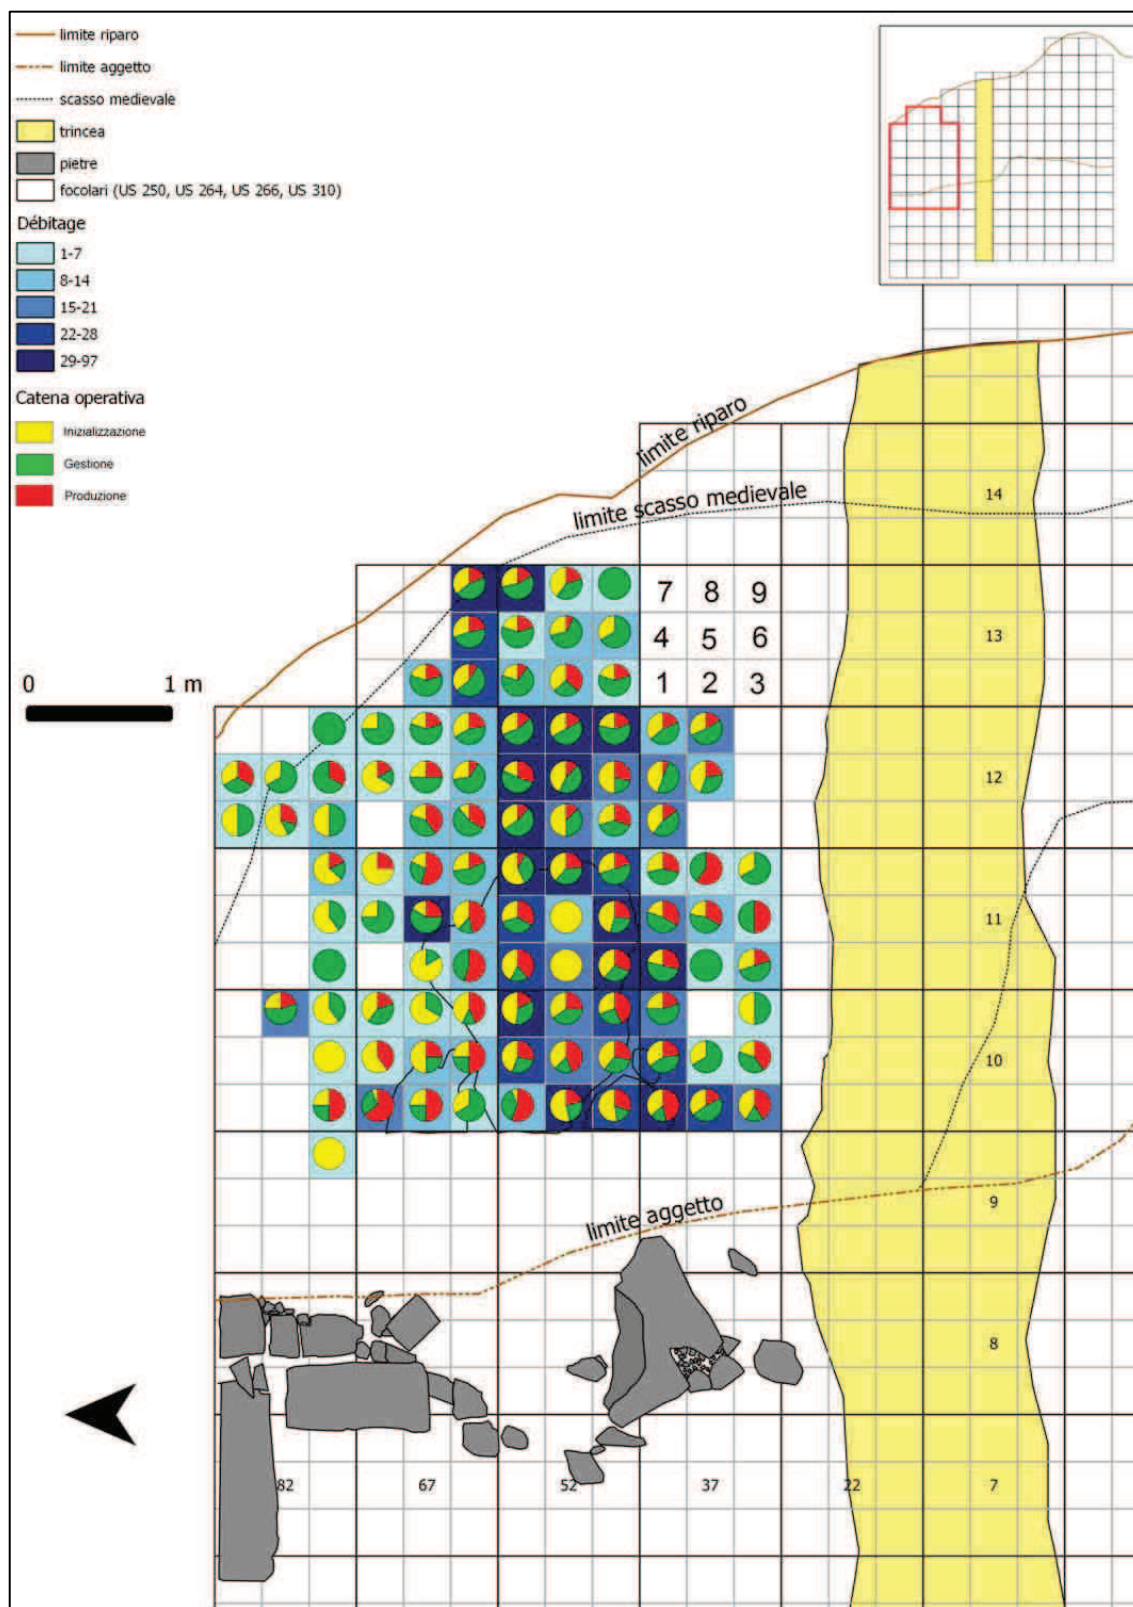 limite riparo
limite aggetto
scasso medievale
trincea
pietre
focolari (US 250, US 264, US 266, US 310)
Débitage
1-7
8-14
15-21
22-28
29-97
Catena operativa
Inizializzazione
Gestione
Produzione
limite riparo
limite scasso medievale
14
7 8 9
4 5 6
13
1 2 3
0 1 m
12
11
10
limite aggetto
9
8
82 67 52 37 22 7